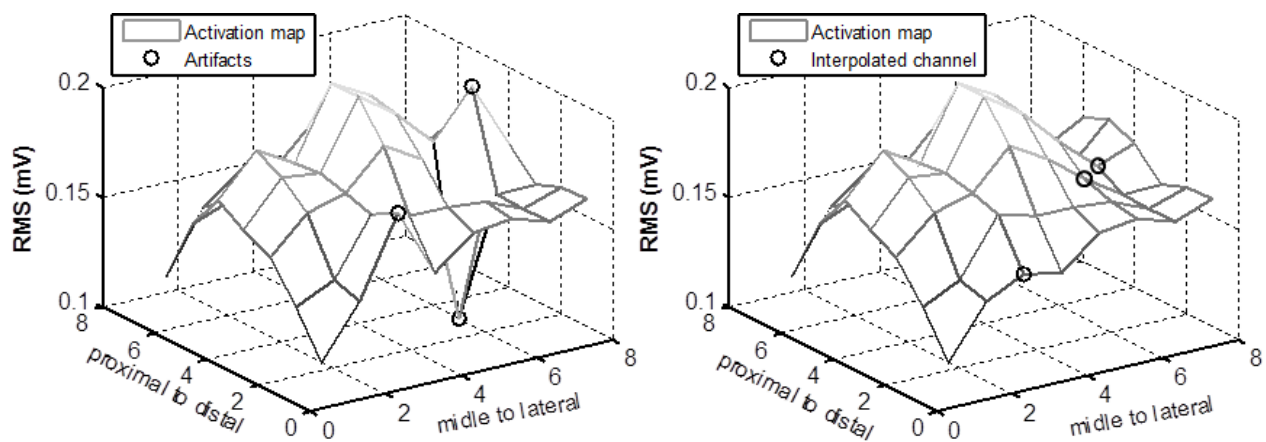 Activation map
Artifacts
RMS (mV)
0.2
0.15
0.1
8
6
4
2
0
proximal to distal
0
2
4
6
8
midle to lateral
Activation map
Interpolated channel
RMS (mV)
0.2
0.15
0.1
8
6
4
2
0
proximal to distal
0
2
4
6
8
midle to lateral